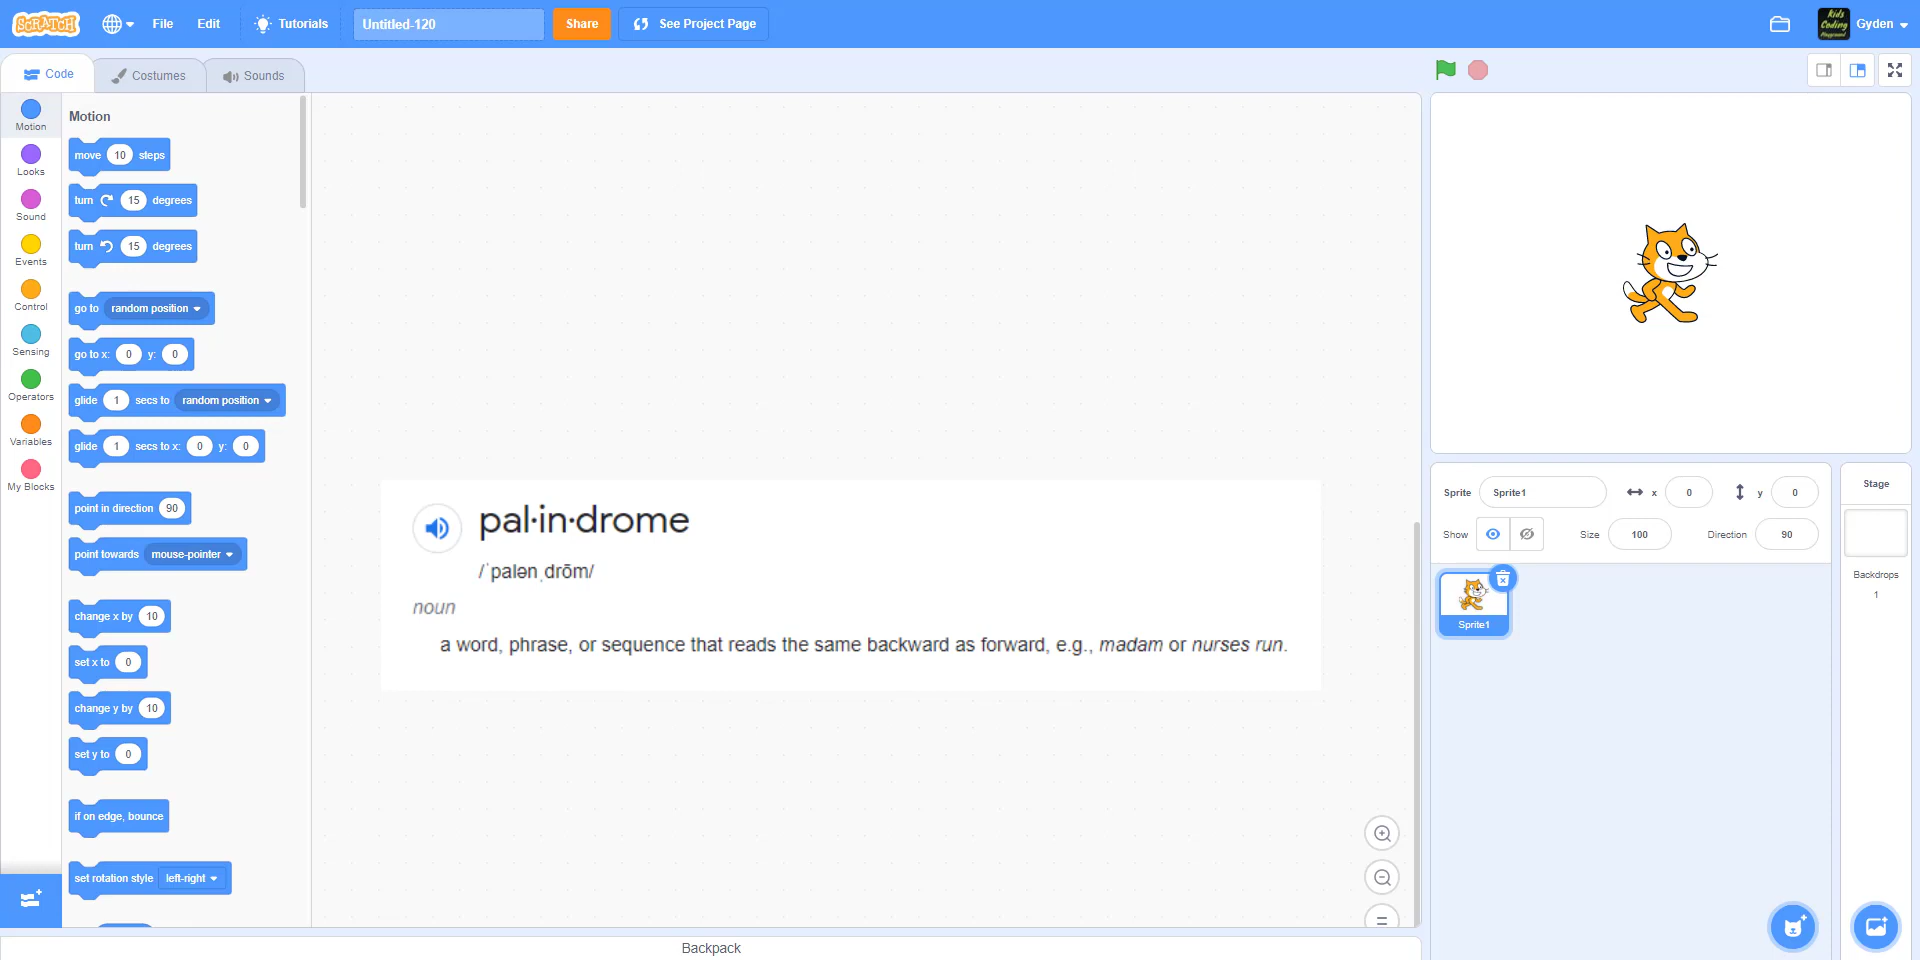 SCRATCH
File
Edit
Tutorials
Untitled-120
Share
See Project Page
Kids Coding Playground
Gyden
Code
Costumes
Sounds
Motion
Looks
Sound
Events
Control
Sensing
Operators
Variables
My Blocks
Motion
move 10 steps
turn 15 degrees
turn 15 degrees
go to random position
go to x: 0 y: 0
glide 1 secs to random position
glide 1 secs to x: 0 y: 0
point in direction 90
point towards mouse-pointer
change x by 10
set x to 0
change y by 10
set y to 0
if on edge, bounce
set rotation style left-right
pal·in·drome
/ˈpalənˌdrōm/
noun
a word, phrase, or sequence that reads the same backward as forward, e.g., madam or nurses run.
Backpack
Sprite Sprite1 x 0 y 0
Show Size 100 Direction 90
Sprite1
Stage
Backdrops
1